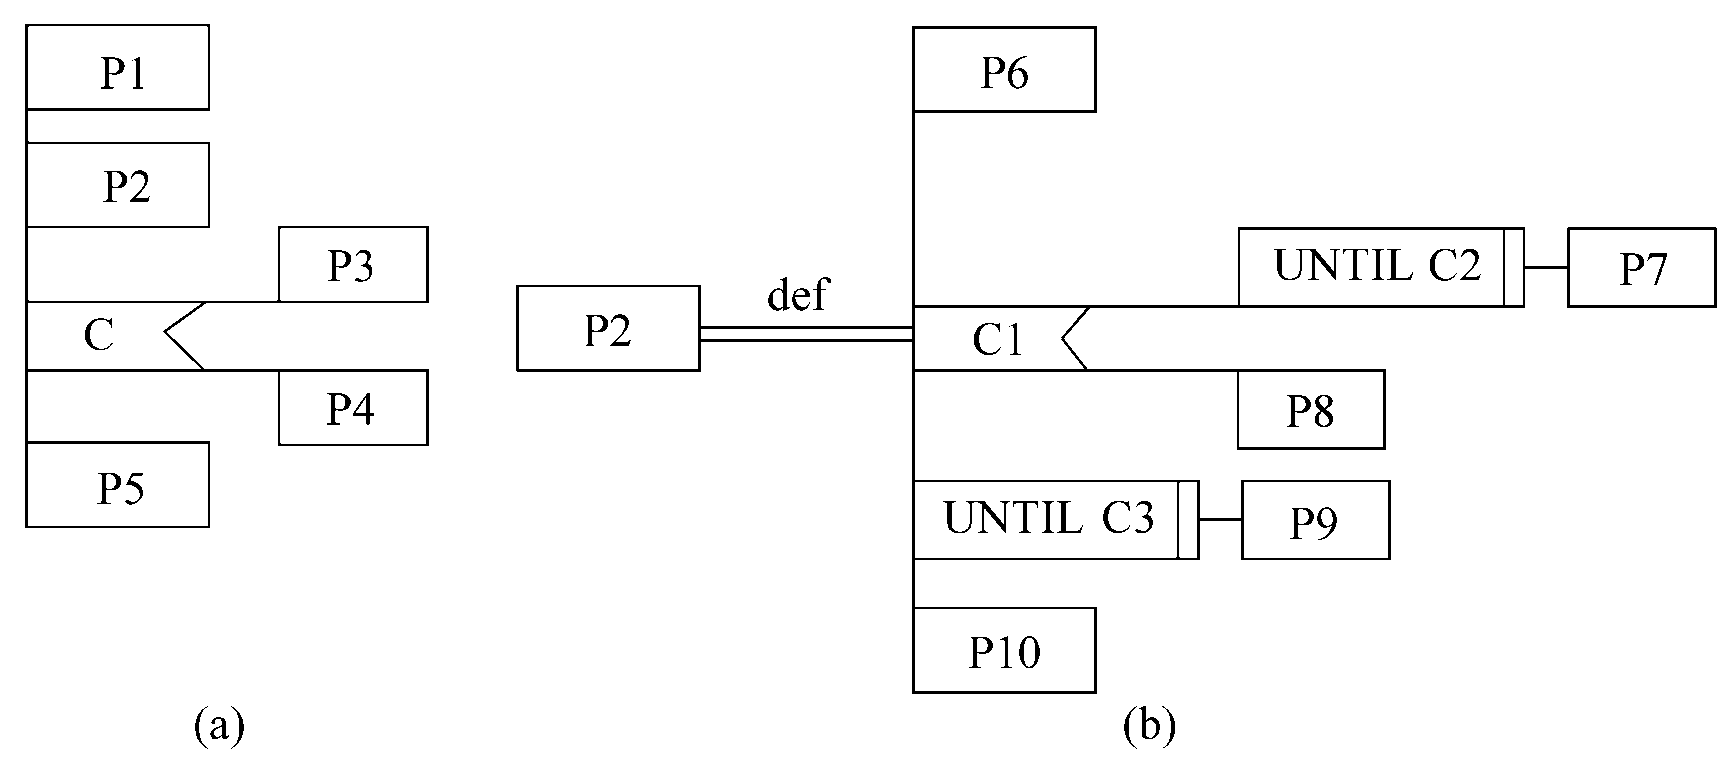 P1
P2
P3
C
P4
P5
(a)
P2
def
P6
UNTIL C2
P7
C1
P8
UNTIL C3
P9
P10
(b)